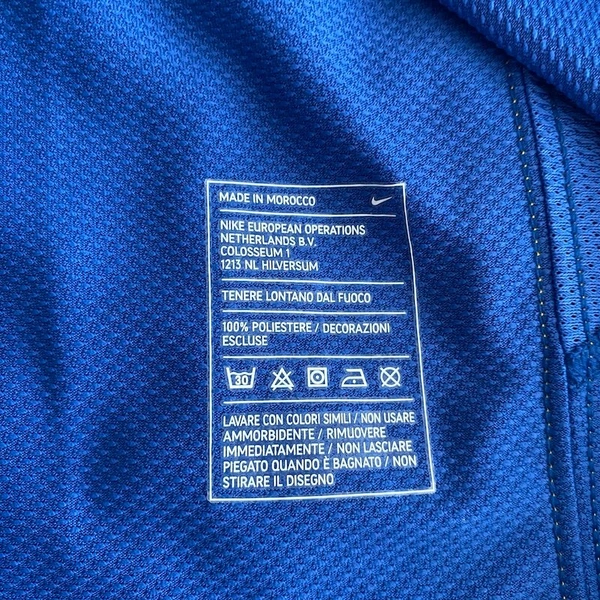 MADE IN MOROCCO
NIKE EUROPEAN OPERATIONS
NETHERLANDS B.V.
COLOSSEUM 1
1213 NL HILVERSUM
TENERE LONTANO DAL FUOCO
100% POLIESTERE / DECORAZIONI
ESCLUSE
30
LAVARE CON COLORI SIMILI / NON USARE
AMMORBIDENTE / RIMUOVERE
IMMEDIATAMENTE / NON LASCIARE
PIEGATO QUANDO È BAGNATO / NON
STIRARE IL DISEGNO